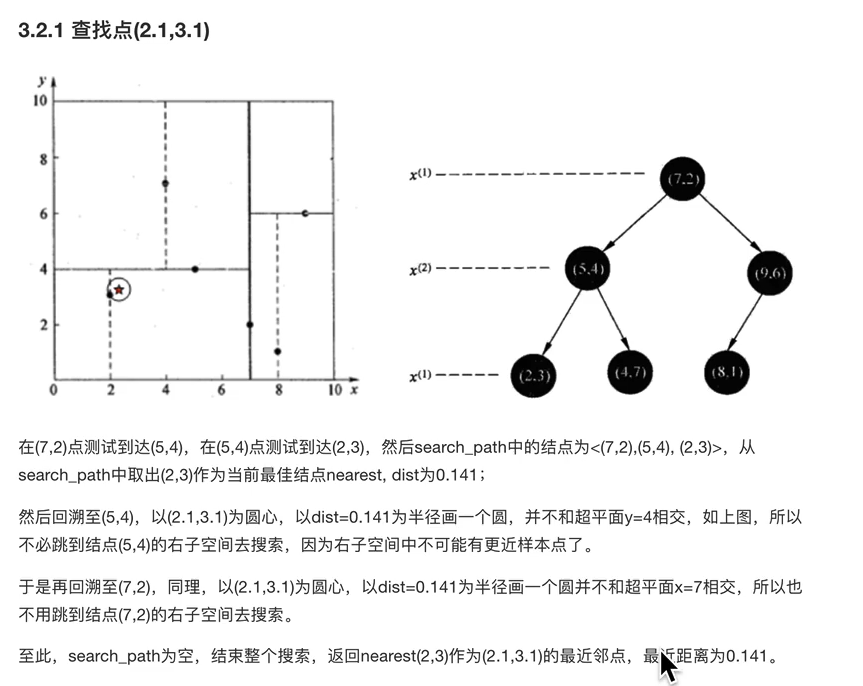 3.2.1 查找点(2.1,3.1)
y
10
8
6
4
2
0 2 4 6 8 10 x
x(1)
(7,2)
x(2)
(5,4)
(9,6)
x(1)
(2,3)
(4,7)
(8,1)
在(7,2)点测试到达(5,4)，在(5,4)点测试到达(2,3)，然后search_path中的结点为<(7,2),(5,4), (2,3)>，从
search_path中取出(2,3)作为当前最佳结点nearest, dist为0.141；
然后回溯至(5,4)，以(2.1,3.1)为圆心，以dist=0.141为半径画一个圆，并不和超平面y=4相交，如上图，所以
不必跳到结点(5,4)的右子空间去搜索，因为右子空间中不可能有更近样本点了。
于是再回溯至(7,2)，同理，以(2.1,3.1)为圆心，以dist=0.141为半径画一个圆并不和超平面x=7相交，所以也
不用跳到结点(7,2)的右子空间去搜索。
至此，search_path为空，结束整个搜索，返回nearest(2,3)作为(2.1,3.1)的最近邻点，最近距离为0.141。